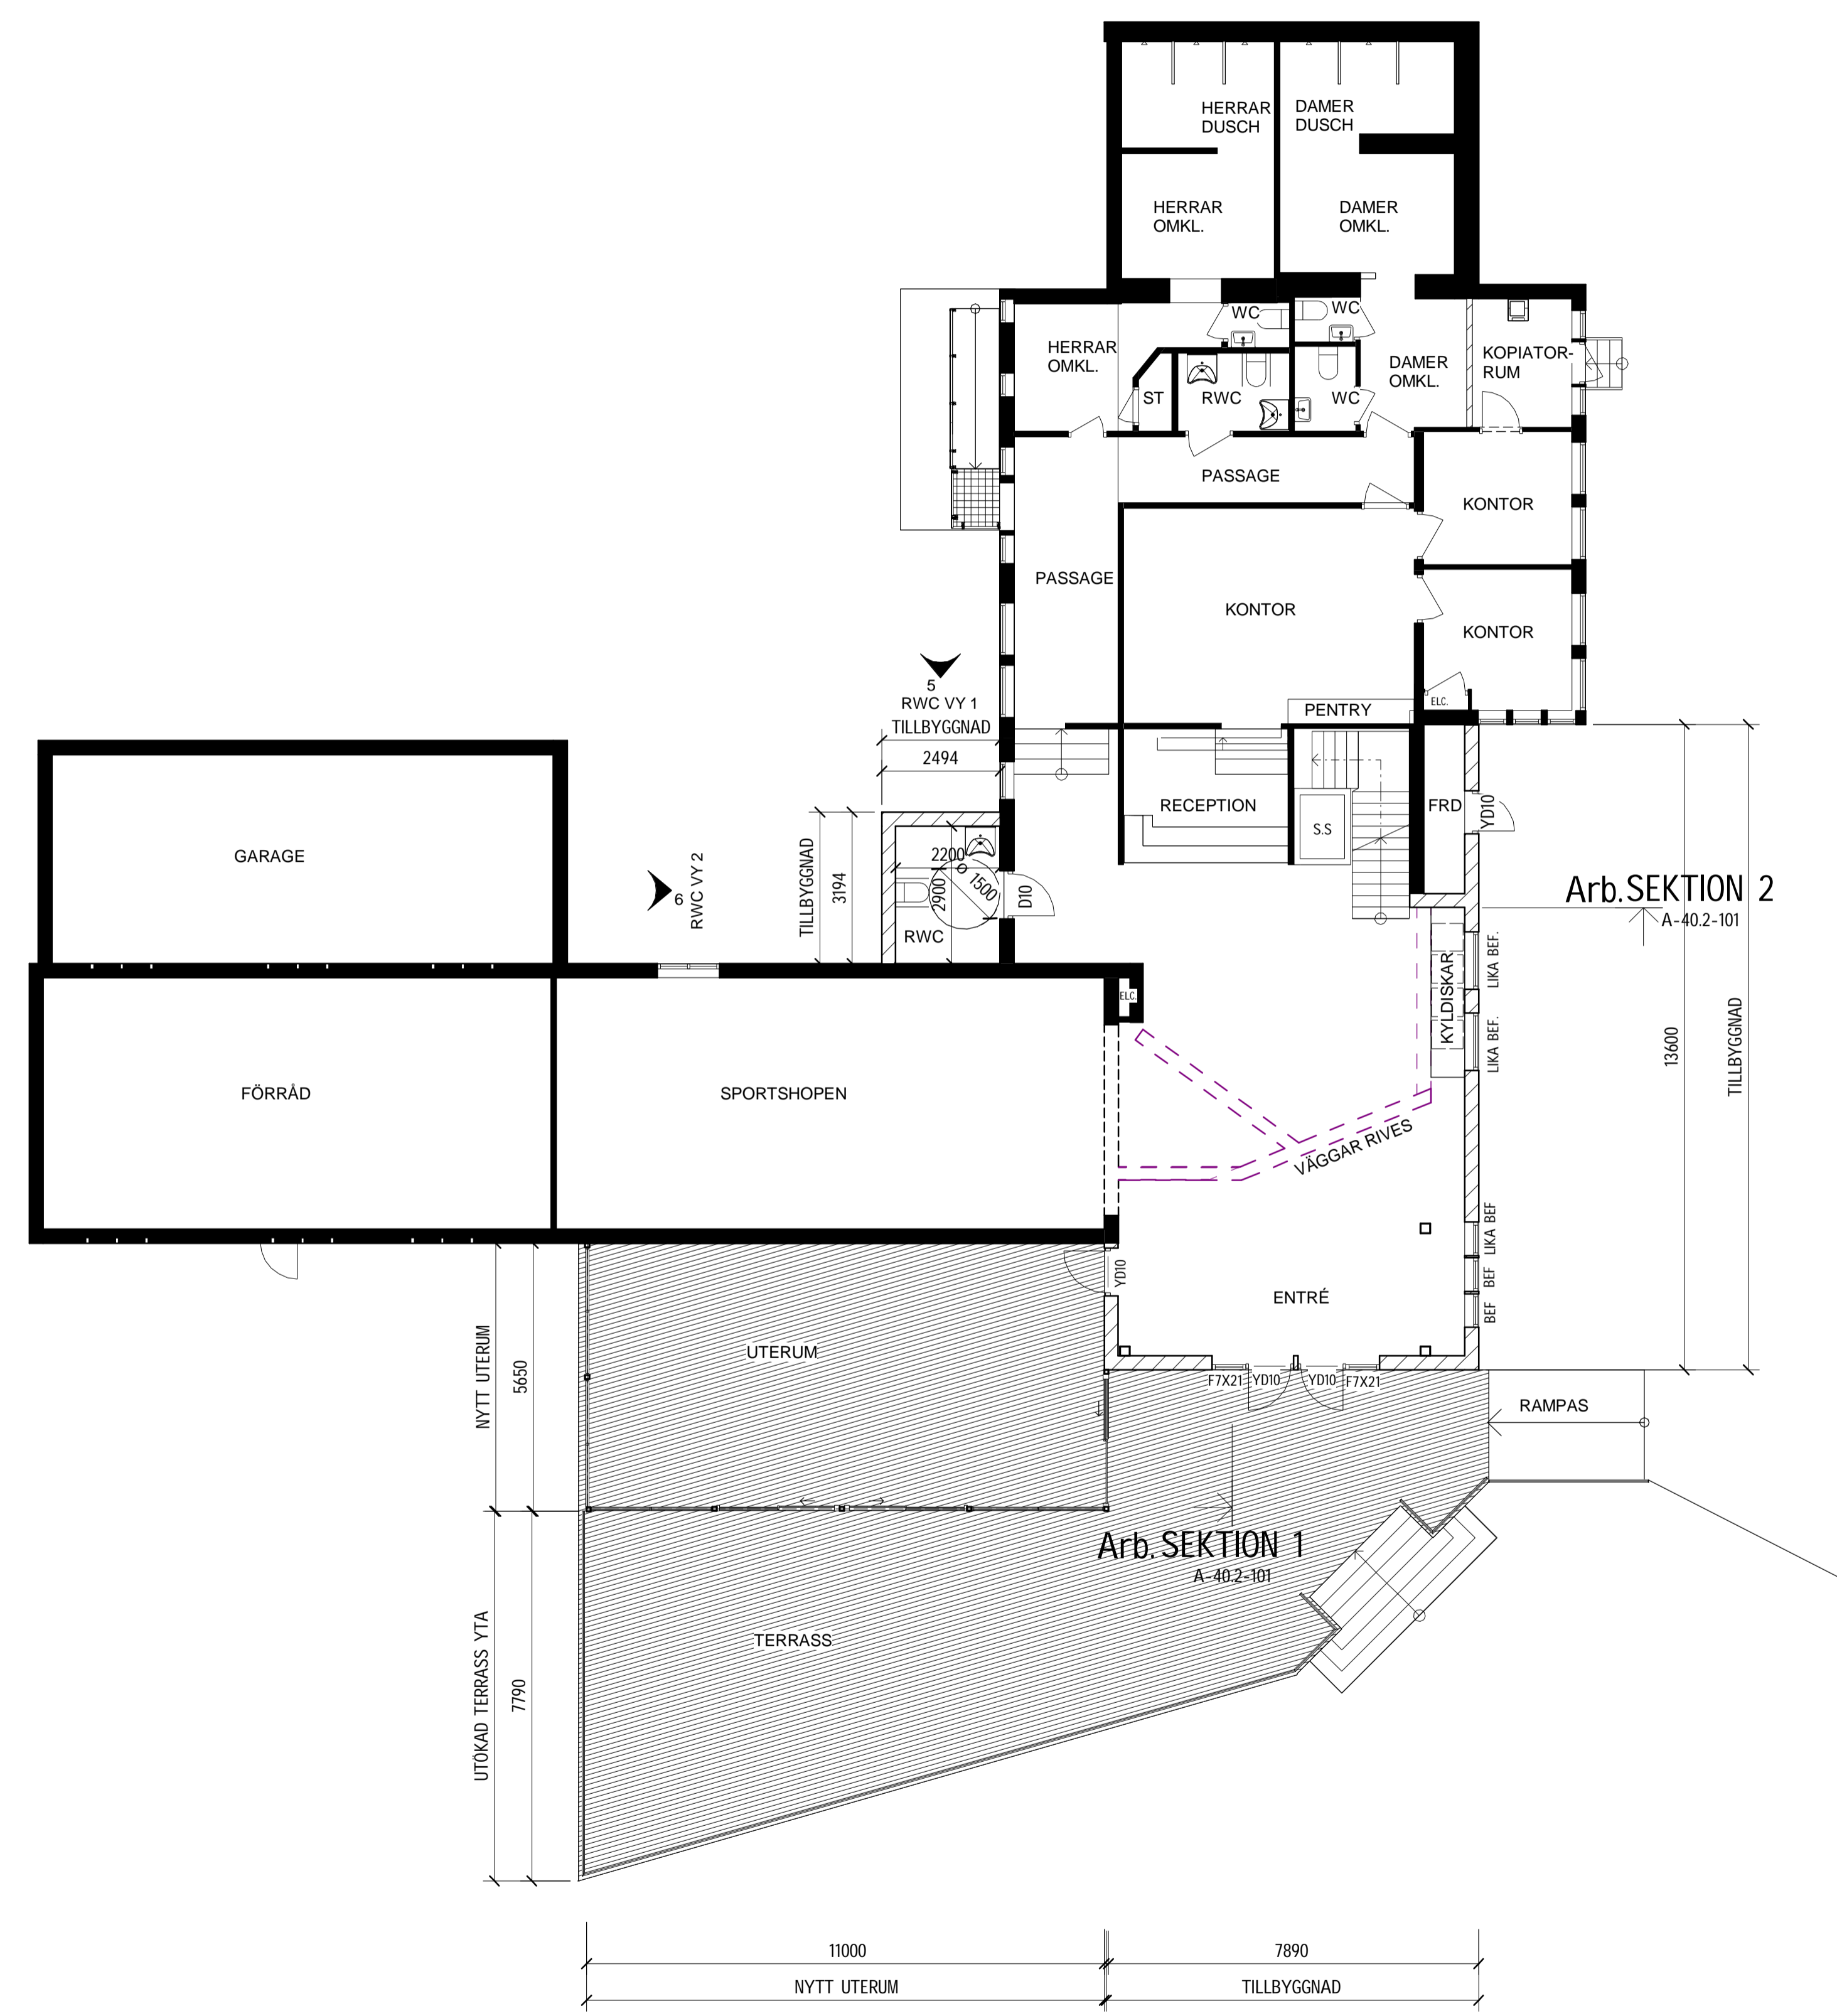 HERRAR
DUSCH
DAMER
DUSCH
HERRAR
OMKL.
DAMER
OMKL.
WC
WC
HERRAR
OMKL.
ST
RWC
WC
DAMER
OMKL.
KOPIATOR-
RUM
PASSAGE
KONTOR
PASSAGE
KONTOR
KONTOR
ELC.
PENTRY
5
RWC VY 1
TILLBYGGNAD
2494
RECEPTION
S.S
FRD
YD10
GARAGE
6
RWC VY 2
TILLBYGGNAD
3194
2200
2900
Ø 1500
RWC
D10
Arb. SEKTION 2
A-40.2-101
KYLDISKAR
LIKA BEF.
LIKA BEF.
13600
TILLBYGGNAD
ELC.
FÖRRÅD
SPORTSHOPEN
VÄGGAR RIVES
LIKA BEF
BEF
BEF
YD10
ENTRÉ
UTERUM
NYTT UTERUM
5650
F7X21
YD10
YD10
F7X21
RAMPAS
Arb. SEKTION 1
A-40.2-101
TERRASS
UTÖKAD TERRASS YTA
7790
11000
7890
NYTT UTERUM
TILLBYGGNAD